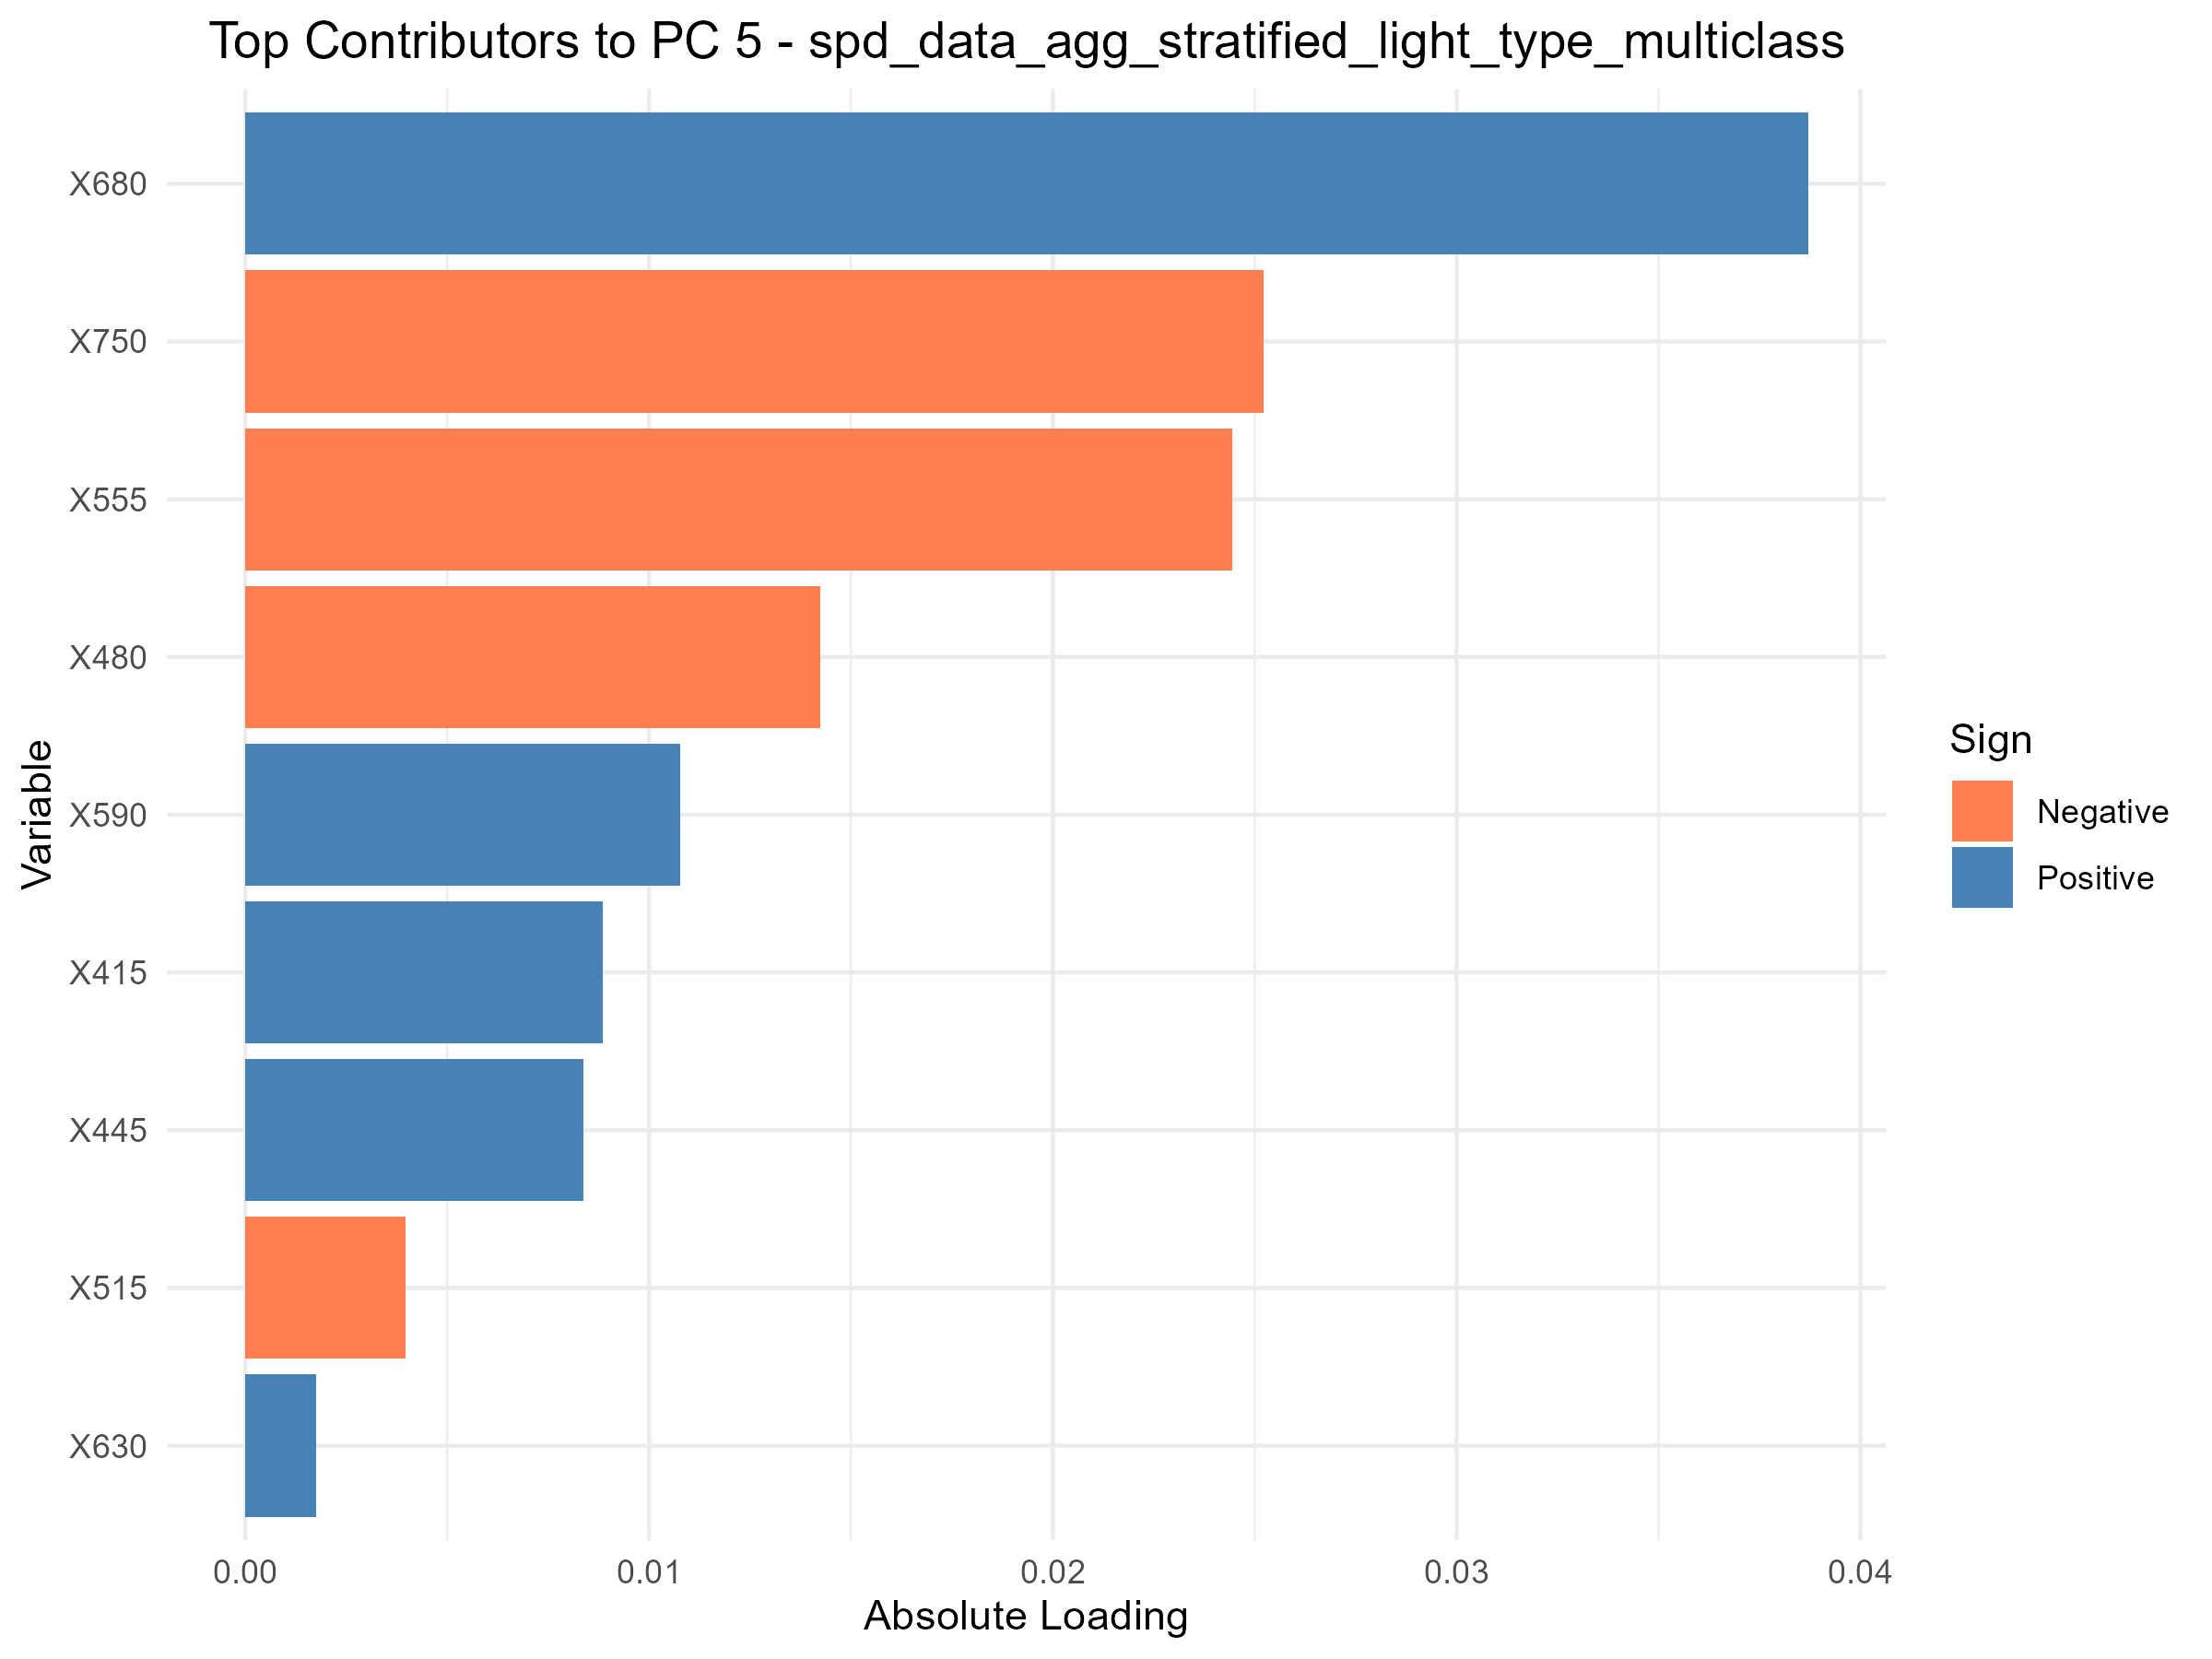 Top Contributors to PC 5 - spd_data_agg_stratified_light_type_multiclass
Variable
X680
X750
X555
X480
X590
X415
X445
X515
X630
0.00 0.01 0.02 0.03 0.04
Absolute Loading
Sign
Negative
Positive